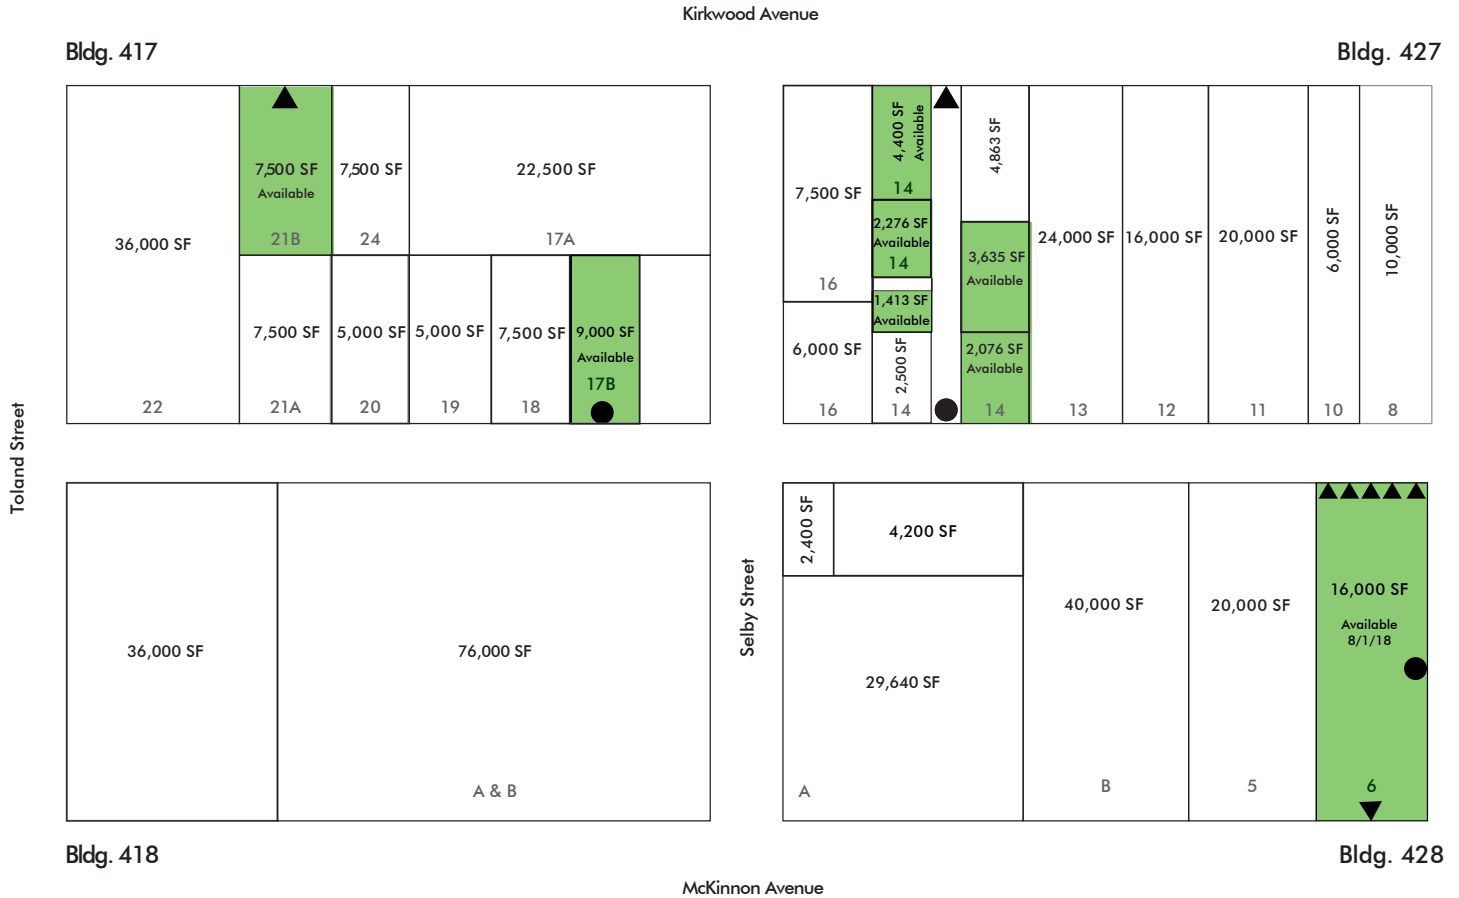 Kirkwood Avenue
Bldg. 417
Bldg. 427
36,000 SF
22
7,500 SF
Available
21B
7,500 SF
24
22,500 SF
17A
7,500 SF
21A
5,000 SF
20
5,000 SF
19
7,500 SF
18
9,000 SF
Available
17B
7,500 SF
16
6,000 SF
16
4,400 SF
Available
14
2,276 SF
Available
14
1,413 SF
Available
2,500 SF
14
4,863 SF
3,635 SF
Available
2,076 SF
Available
14
24,000 SF
13
16,000 SF
12
20,000 SF
11
6,000 SF
10
10,000 SF
8
Toland Street
36,000 SF
76,000 SF
A & B
Selby Street
2,400 SF
4,200 SF
29,640 SF
A
40,000 SF
B
20,000 SF
5
16,000 SF
Available
8/1/18
6
Bldg. 418
Bldg. 428
McKinnon Avenue